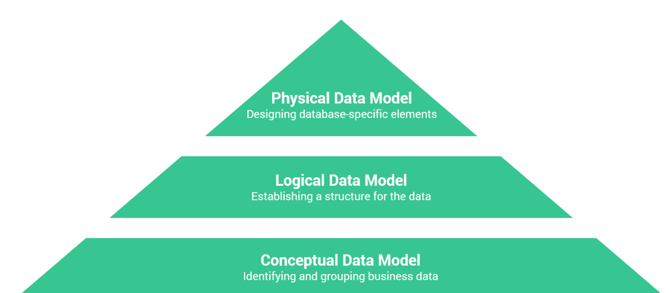 Physical Data Model
Designing database-specific elements
Logical Data Model
Establishing a structure for the data
Conceptual Data Model
Identifying and grouping business data